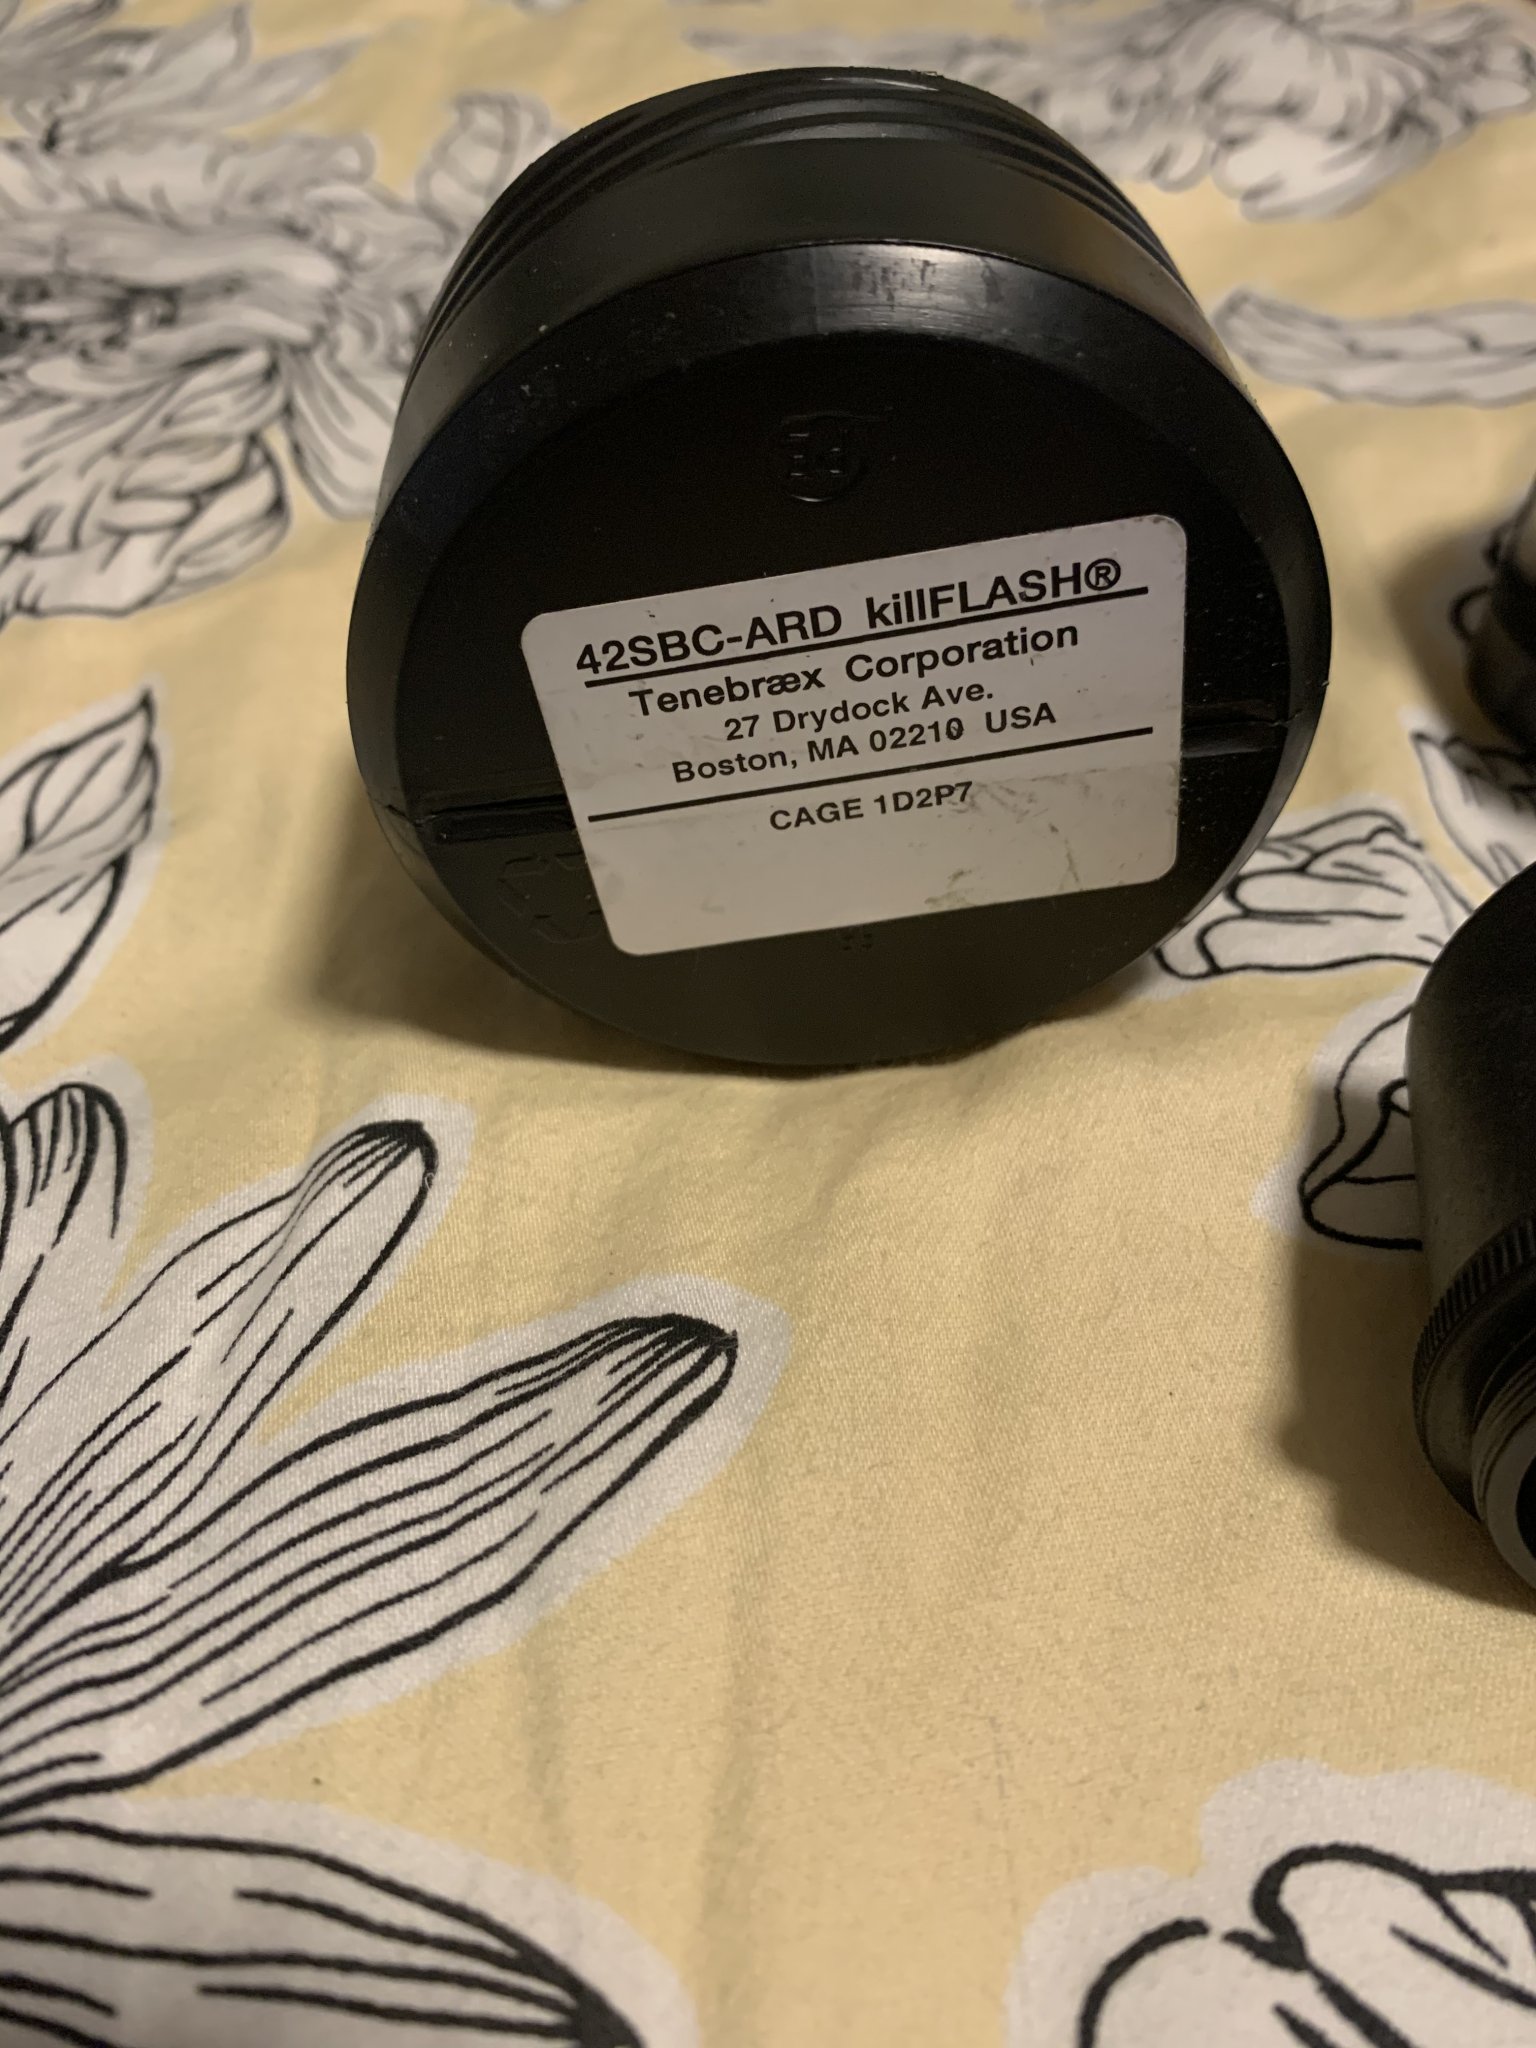 42SBC-ARD killFLASH®
Tenebræx Corporation
27 Drydock Ave.
Boston, MA 02210 USA
CAGE 1D2P7